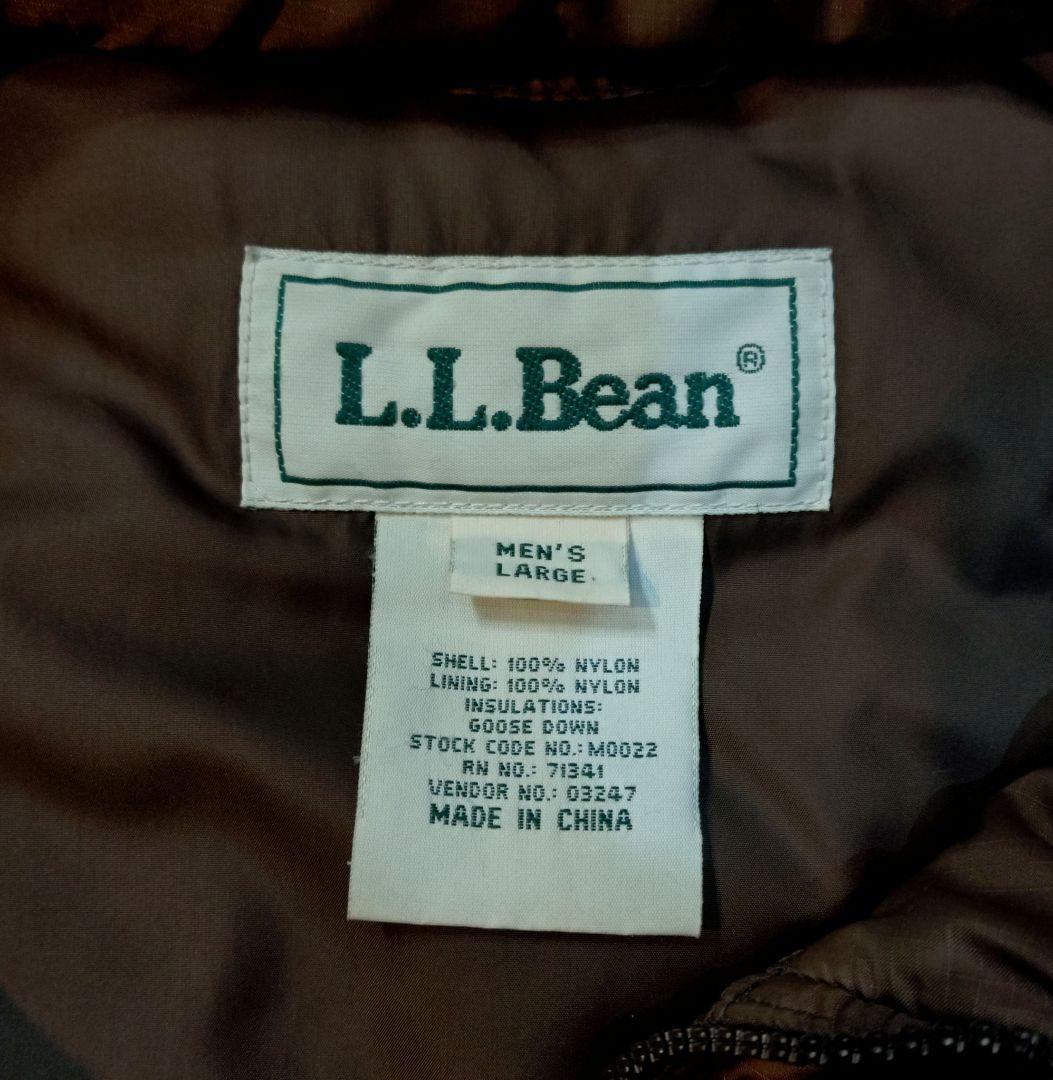 L.L.Bean®
MEN'S
LARGE
SHELL: 100% NYLON
LINING: 100% NYLON
INSULATIONS:
GOOSE DOWN
STOCK CODE NO.: M0022
RN NO.: 71341
VENDOR NO.: 03247
MADE IN CHINA